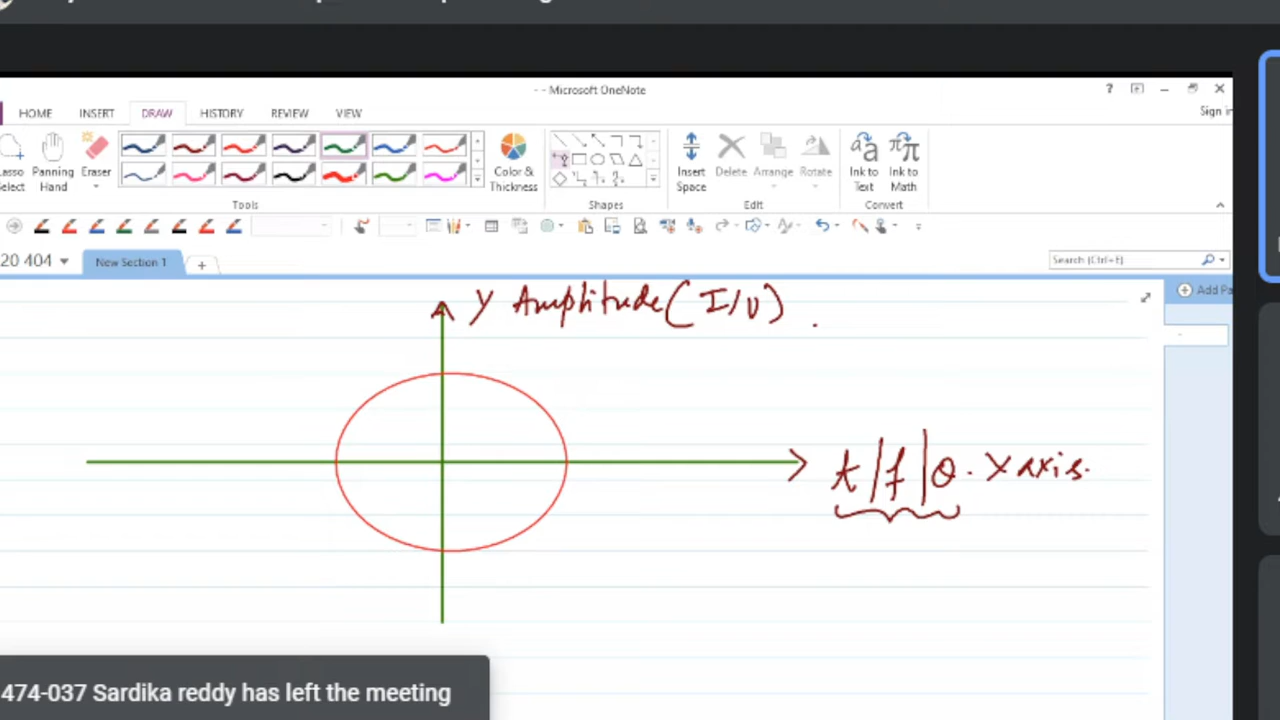 - - Microsoft OneNote
?
HOME INSERT DRAW HISTORY REVIEW VIEW
Sign in
Lasso Select
Panning Hand
Eraser
Color & Thickness
Insert Space
Delete
Arrange
Rotate
Ink to Text
Ink to Math
Tools
Shapes
Edit
Convert
20 404
New Section 1
+
Search (Ctrl+E)
Add Pa
Y Amplitude (I/V) .
t/f/θ . X axis.
474-037 Sardika reddy has left the meeting